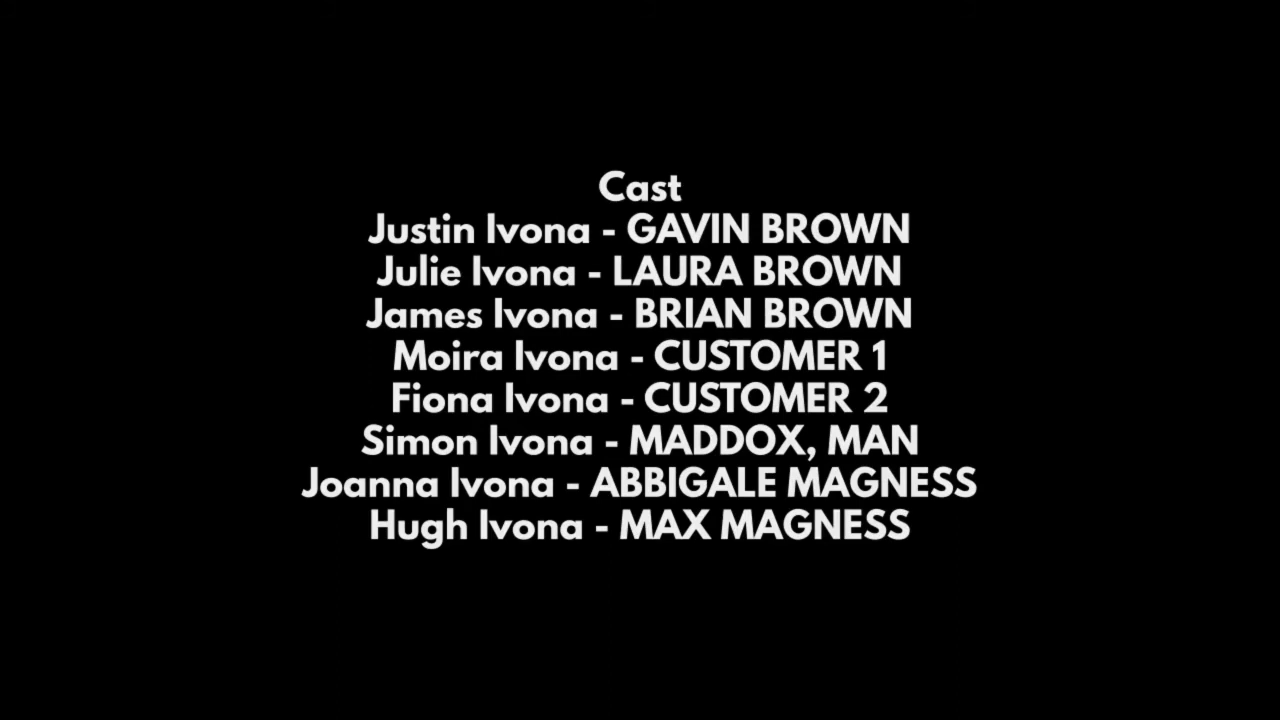 Cast
Justin Ivona - GAVIN BROWN
Julie Ivona - LAURA BROWN
James Ivona - BRIAN BROWN
Moira Ivona - CUSTOMER 1
Fiona Ivona - CUSTOMER 2
Simon Ivona - MADDOX, MAN
Joanna Ivona - ABBIGALE MAGNESS
Hugh Ivona - MAX MAGNESS